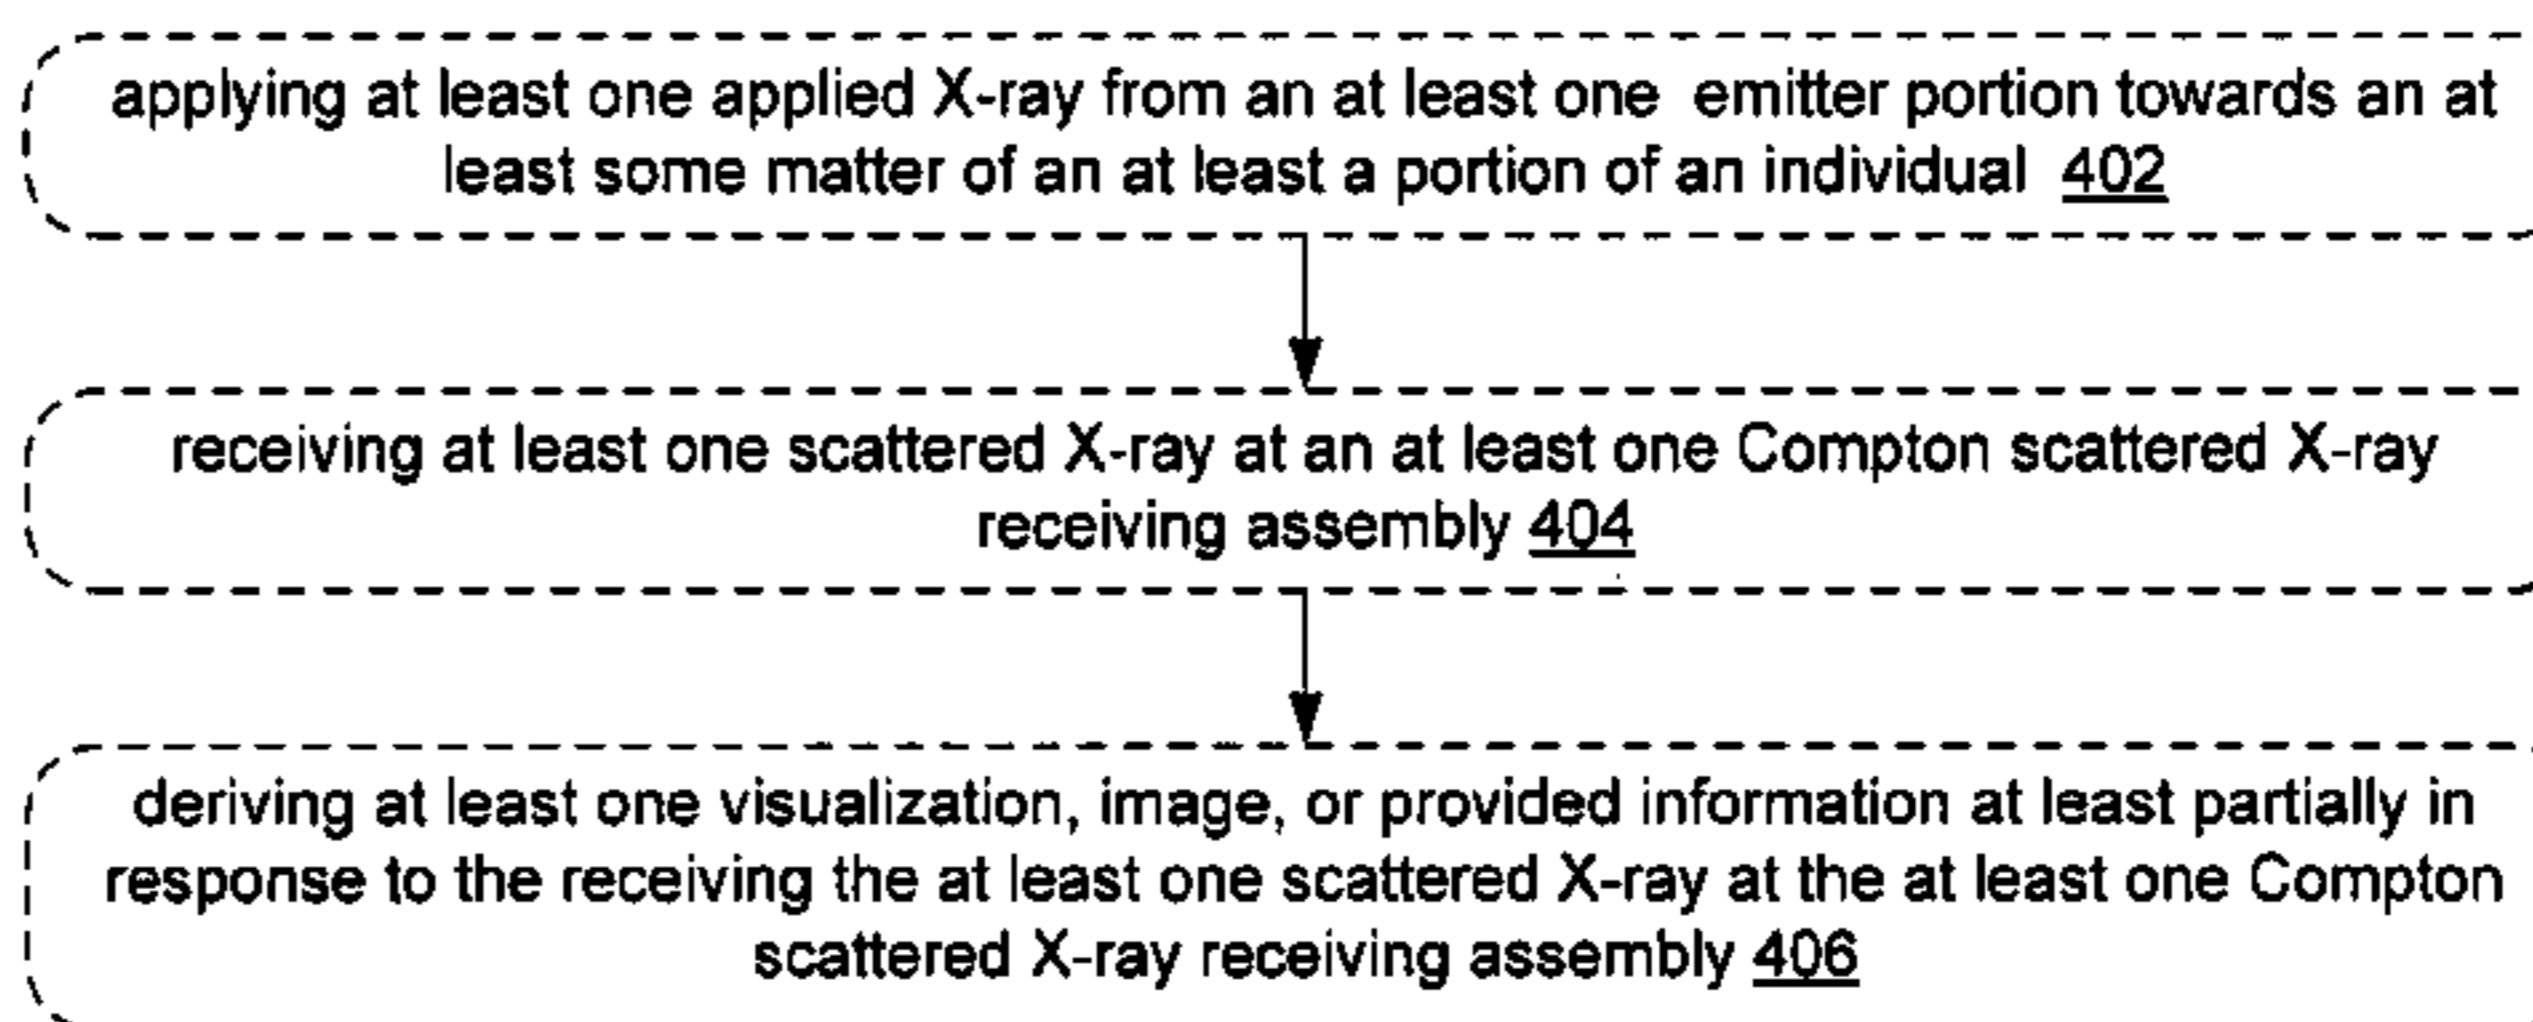 applying at least one applied X-ray from an at least one emitter portion towards an at
least some matter of an at least a portion of an individual 402
receiving at least one scattered X-ray at an at least one Compton scattered X-ray
receiving assembly 404
deriving at least one visualization, image, or provided information at least partially in
response to the receiving the at least one scattered X-ray at the at least one Compton
scattered X-ray receiving assembly 406